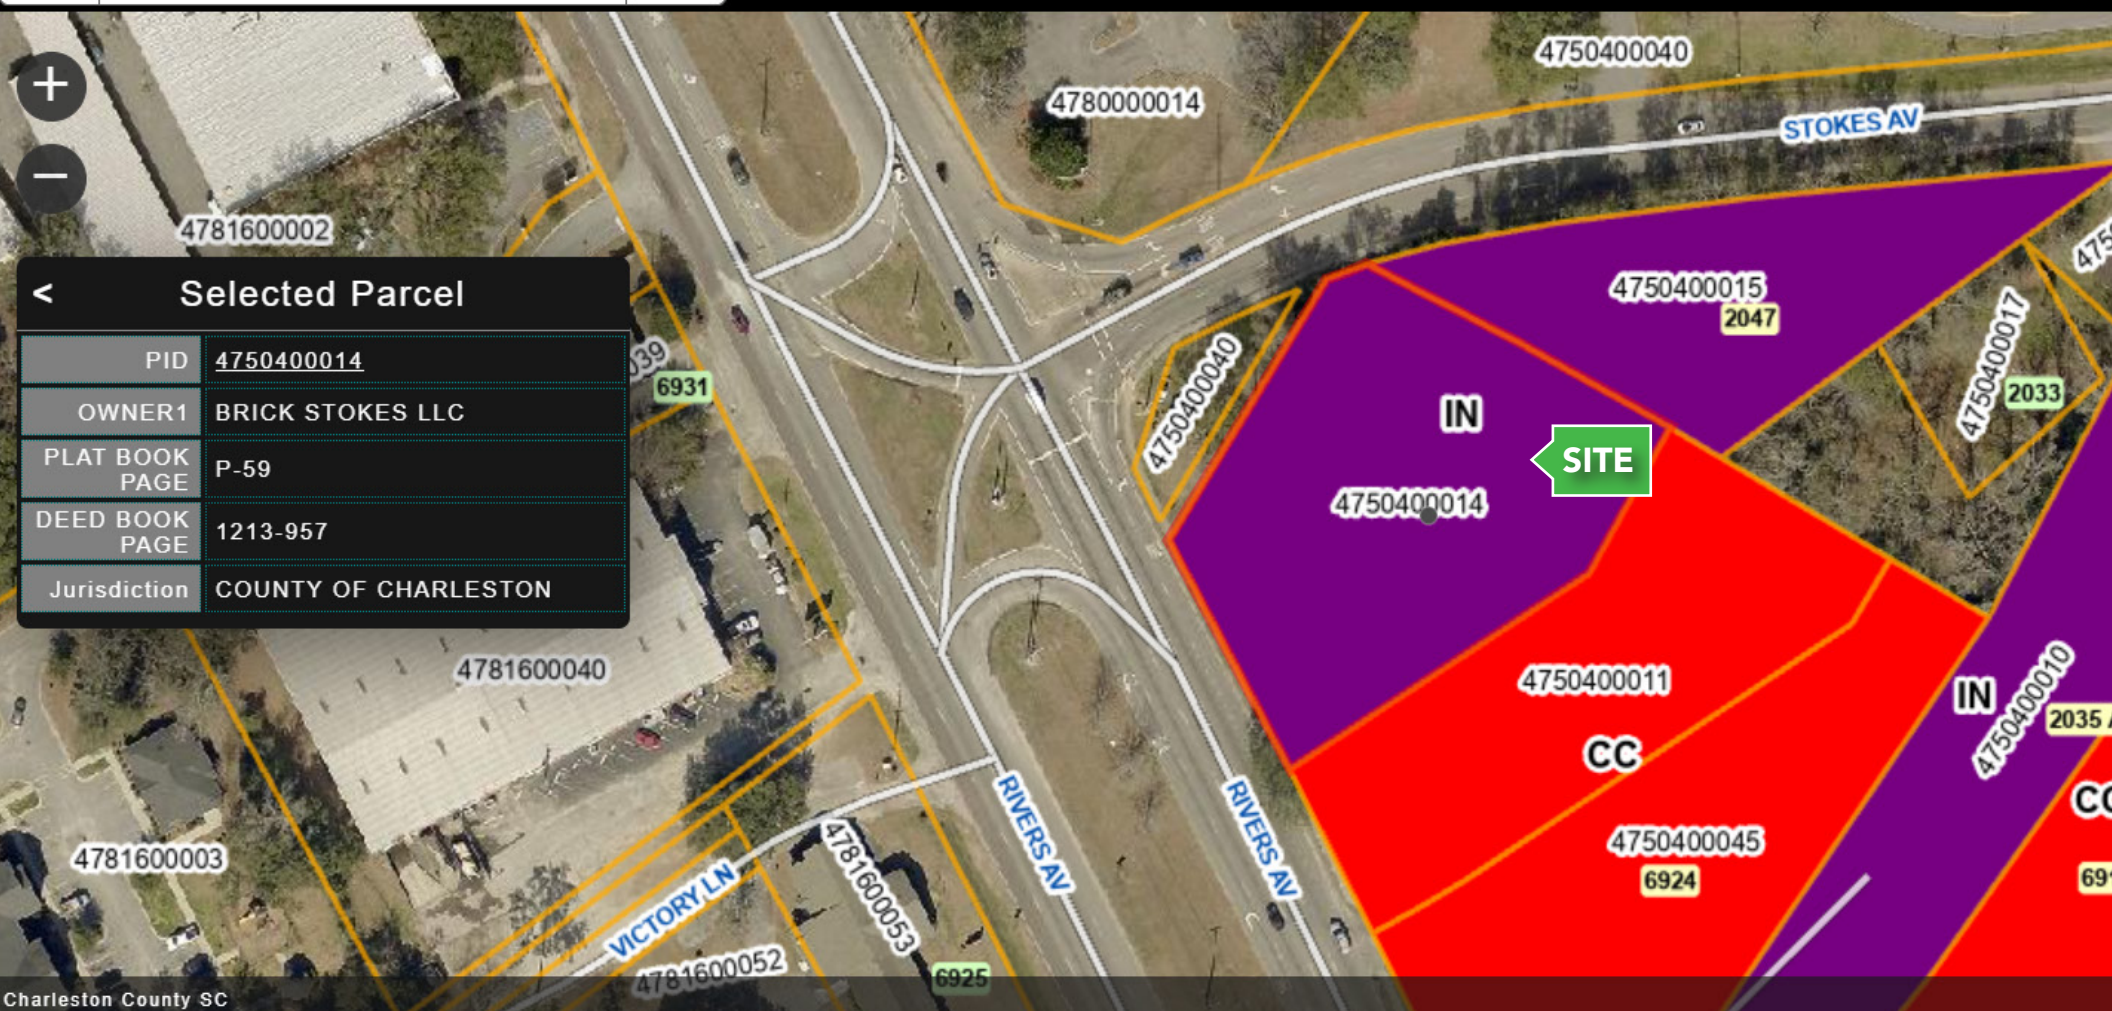 4750400040
4780000014
STOKES AV
4781600002
475
< Selected Parcel
PID 4750400014
OWNER1 BRICK STOKES LLC
PLAT BOOK PAGE P-59
DEED BOOK PAGE 1213-957
Jurisdiction COUNTY OF CHARLESTON
039
6931
4750400040
4750400015
2047
4750400017
2033
IN
SITE
4750400014
4781600040
4750400011
IN
4750400010
2035
CC
RIVERS AV
RIVERS AV
4750400045
6924
4781600003
VICTORY LN
4781600053
4781600052
6925
Charleston County SC